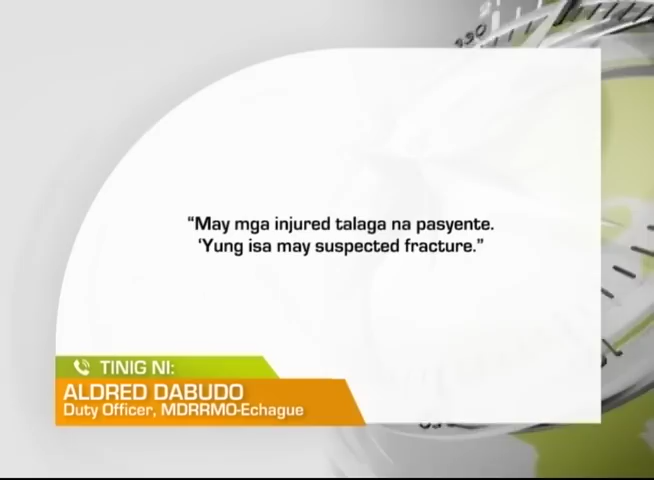 “May mga injured talaga na pasyente.
‘Yung isa may suspected fracture.”
TINIG NI:
ALDRED DABUDO
Duty Officer, MDRRMO-Echague